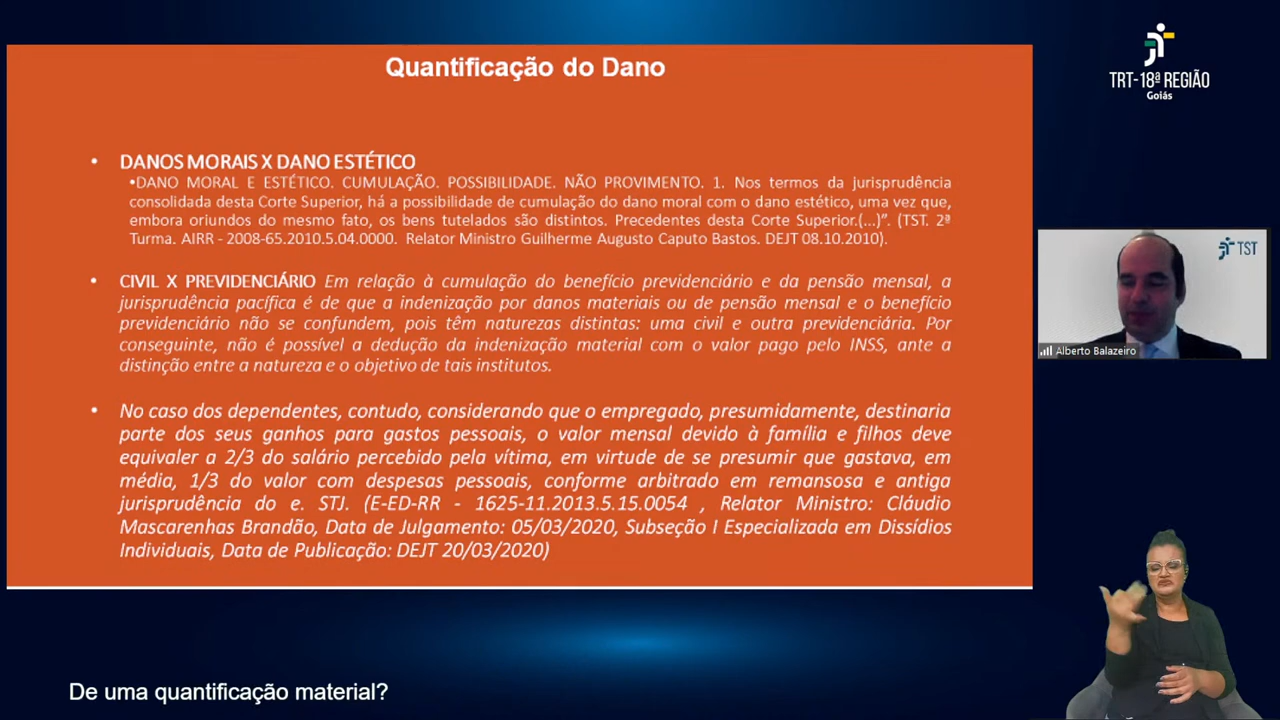 Quantificação do Dano
TRT-18ª REGIÃO
Goiás
• DANOS MORAIS X DANO ESTÉTICO
•DANO MORAL E ESTÉTICO. CUMULAÇÃO. POSSIBILIDADE. NÃO PROVIMENTO. 1. Nos termos da jurisprudência
consolidada desta Corte Superior, há a possibilidade de cumulação do dano moral com o dano estético, uma vez que,
embora oriundos do mesmo fato, os bens tutelados são distintos. Precedentes desta Corte Superior.(...)”. (TST. 2ª
Turma. AIRR - 2008-65.2010.5.04.0000. Relator Ministro Guilherme Augusto Caputo Bastos. DEJT 08.10.2010).
• CIVIL X PREVIDENCIÁRIO Em relação à cumulação do benefício previdenciário e da pensão mensal, a
jurisprudência pacífica é de que a indenização por danos materiais ou de pensão mensal e o benefício
previdenciário não se confundem, pois têm naturezas distintas: uma civil e outra previdenciária. Por
conseguinte, não é possível a dedução da indenização material com o valor pago pelo INSS, ante a
distinção entre a natureza e o objetivo de tais institutos.
• No caso dos dependentes, contudo, considerando que o empregado, presumidamente, destinaria
parte dos seus ganhos para gastos pessoais, o valor mensal devido à família e filhos deve
equivaler a 2/3 do salário percebido pela vítima, em virtude de se presumir que gastava, em
média, 1/3 do valor com despesas pessoais, conforme arbitrado em remansosa e antiga
jurisprudência do e. STJ. (E-ED-RR - 1625-11.2013.5.15.0054 , Relator Ministro: Cláudio
Mascarenhas Brandão, Data de Julgamento: 05/03/2020, Subseção I Especializada em Dissídios
Individuais, Data de Publicação: DEJT 20/03/2020)
TST
Alberto Balazeiro
De uma quantificação material?